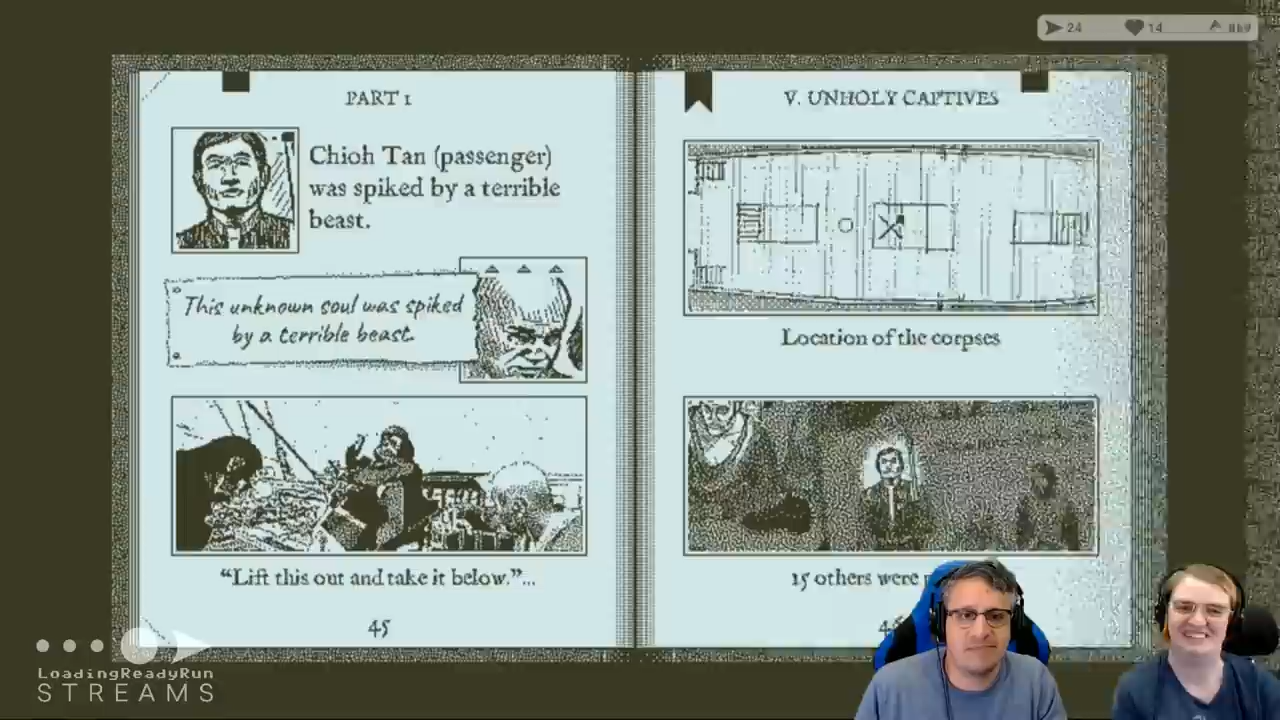 24 14
PART 1
V. UNHOLY CAPTIVES
Chioh Tan (passenger)
was spiked by a terrible
beast.
This unknown soul was spiked
by a terrible beast.
Location of the corpses
"Lift this out and take it below."...
15 others were
45
LoadingReadyRun
STREAMS